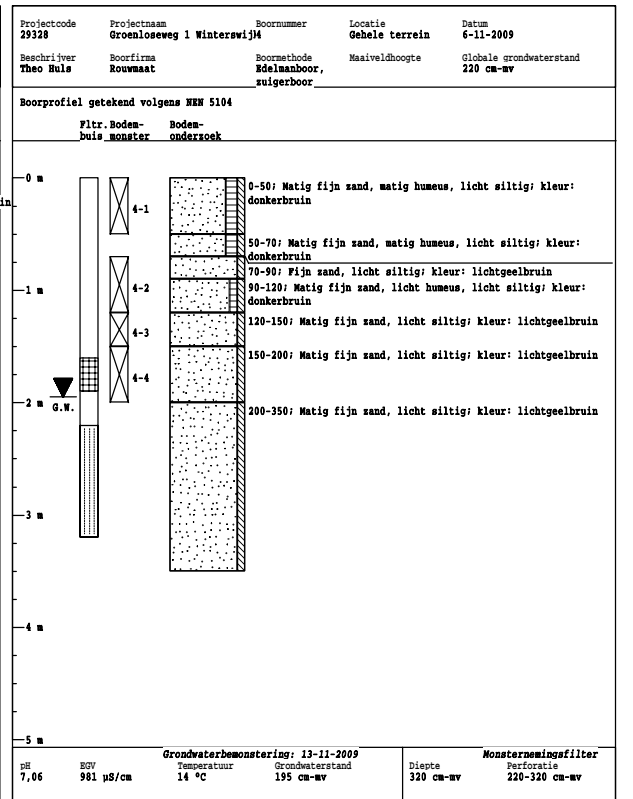 Projectcode Projectnaam Boornummer Locatie Datum
29328 Groenloseweg 1 Winterswijk 4 Gehele terrein 6-11-2009
Beschrijver Boorfirma Boormethode Maaiveldhoogte Globale grondwaterstand
Theo Huls Rouwmaat Edelmanboor, 220 cm-mv
zuigerboor
Boorprofiel getekend volgens NEN 5104
Fltr. Bodem- Bodem-
buis monster onderzoek
0 m
0-50; Matig fijn zand, matig humeus, licht siltig; kleur:
donkerbruin
in
4-1
50-70; Matig fijn zand, matig humeus, licht siltig; kleur:
donkerbruin
70-90; Fijn zand, licht siltig; kleur: lichtgeelbruin
1 m
4-2
90-120; Matig fijn zand, licht humeus, licht siltig; kleur:
donkerbruin
120-150; Matig fijn zand, licht siltig; kleur: lichtgeelbruin
4-3
150-200; Matig fijn zand, licht siltig; kleur: lichtgeelbruin
4-4
2 m
G.W.
200-350; Matig fijn zand, licht siltig; kleur: lichtgeelbruin
3 m
4 m
5 m
Grondwaterbemonstering: 13-11-2009 Monsternemingsfilter
pH EGV Temperatuur Grondwaterstand Diepte Perforatie
7,06 981 µS/cm 14 ºC 195 cm-mv 320 cm-mv 220-320 cm-mv